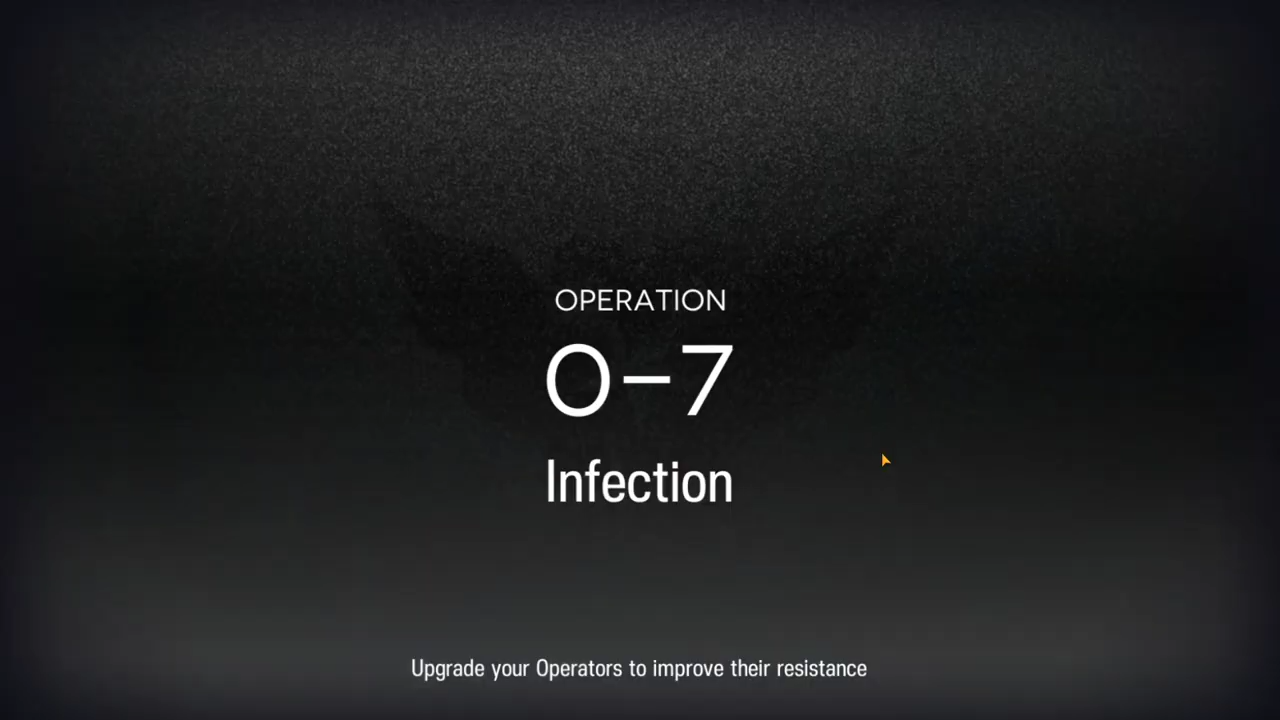 OPERATION
0-7
Infection
Upgrade your Operators to improve their resistance